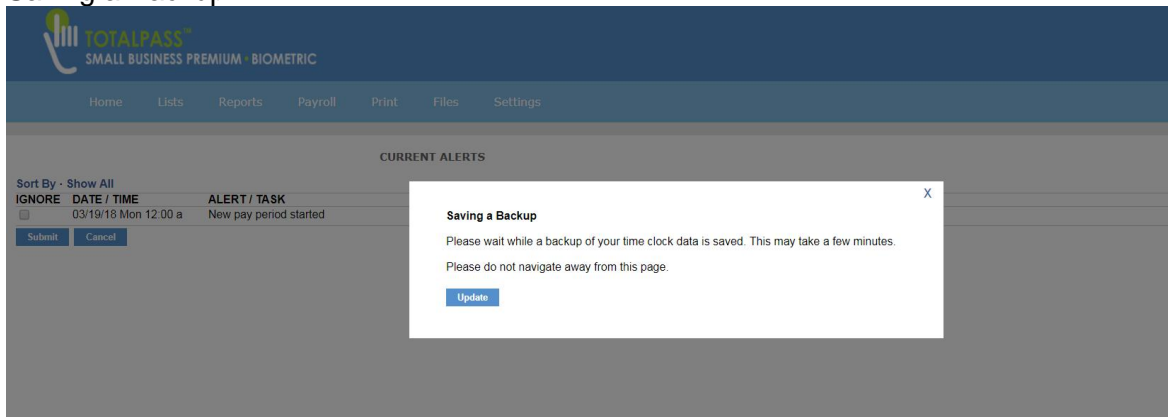 Saving a Backup
TOTALPASS™
SMALL BUSINESS PREMIUM · BIOMETRIC
Home Lists Reports Payroll Print Files Settings
CURRENT ALERTS
Sort By · Show All
IGNORE DATE / TIME ALERT / TASK
03/19/18 Mon 12:00 a New pay period started
Submit Cancel
X
Saving a Backup
Please wait while a backup of your time clock data is saved. This may take a few minutes.
Please do not navigate away from this page.
Update